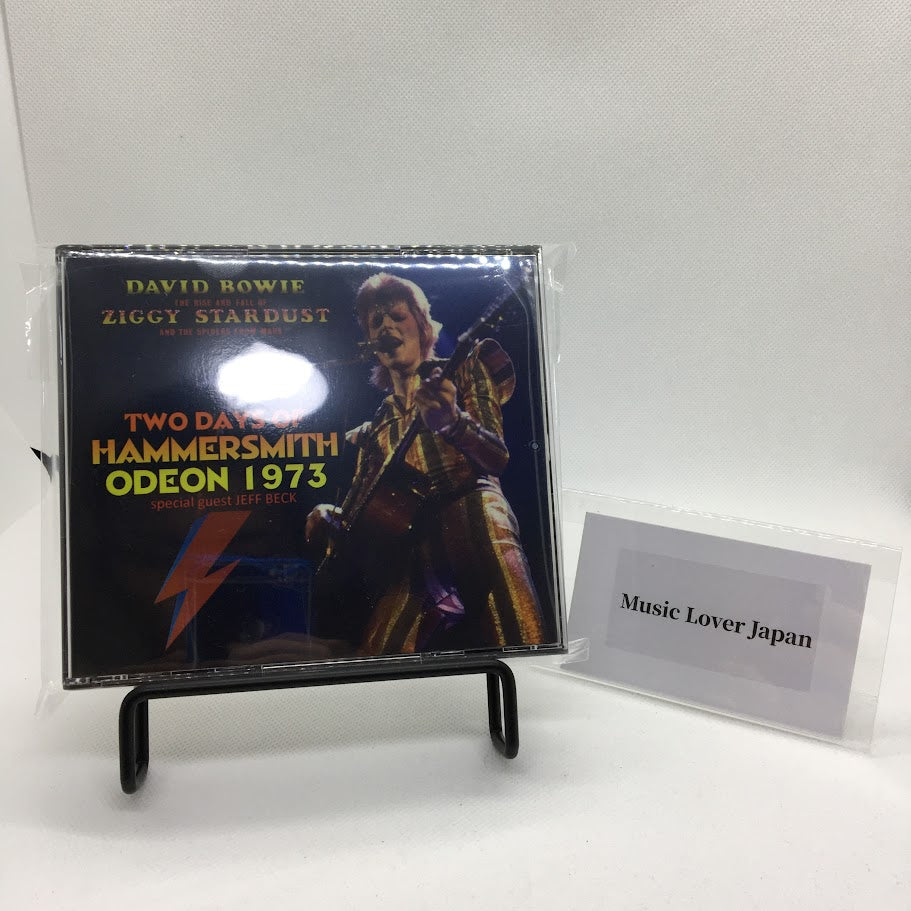 DAVID BOWIE
THE RISE AND FALL OF
ZIGGY STARDUST
AND THE SPIDERS FROM MARS
TWO DAYS OF
HAMMERSMITH
ODEON 1973
special guest JEFF BECK
Music Lover Japan